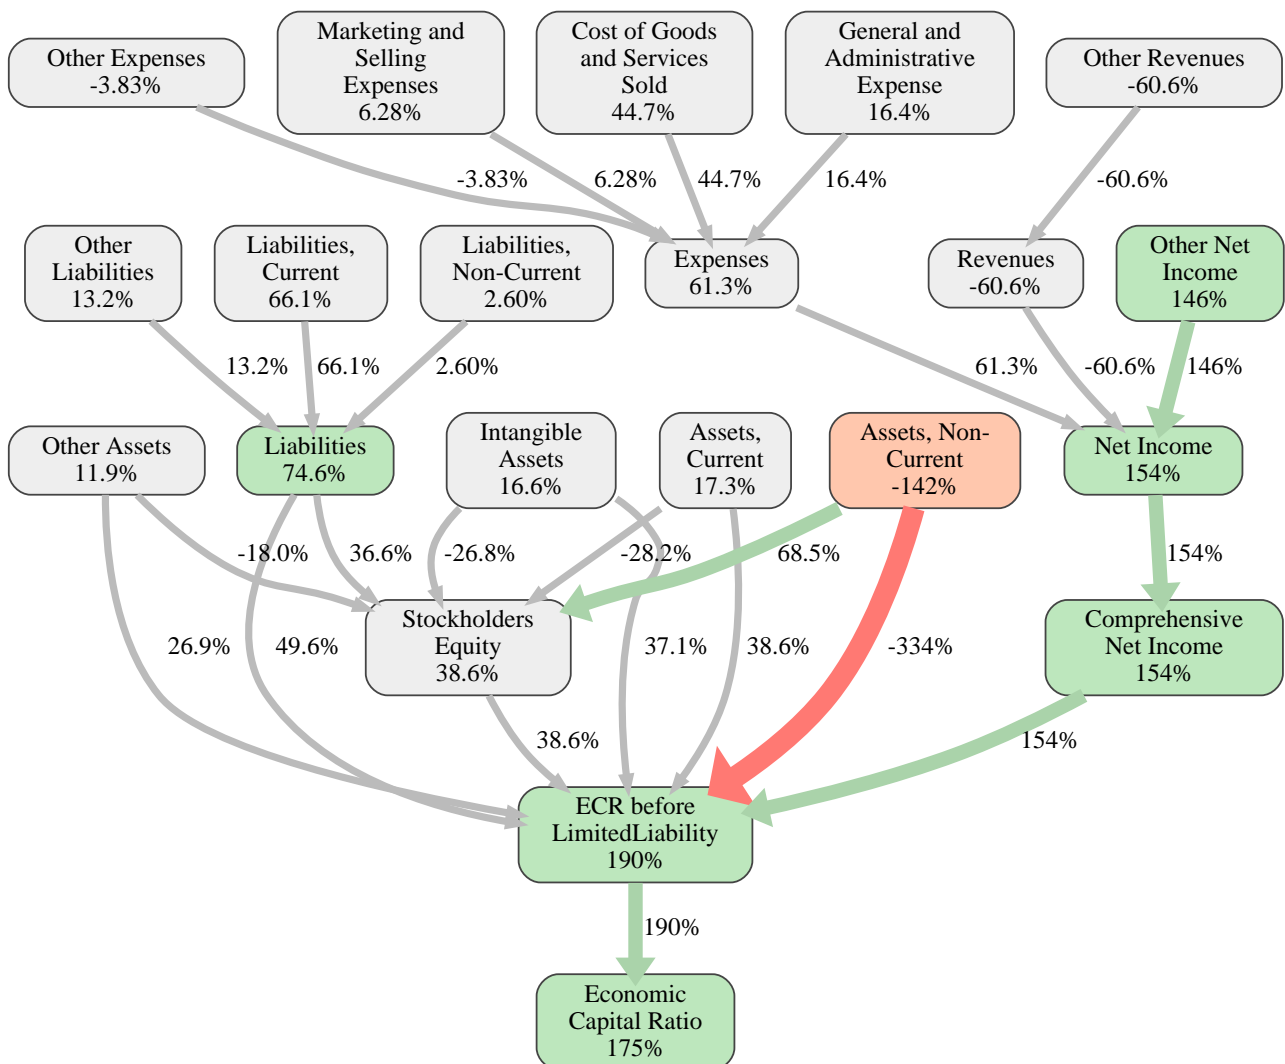 Other Expenses
-3.83%
Marketing and
Selling
Expenses
6.28%
Cost of Goods
and Services
Sold
44.7%
General and
Administrative
Expense
16.4%
Other Revenues
-60.6%
-3.83%
6.28%
44.7%
16.4%
-60.6%
Other
Liabilities
13.2%
Liabilities,
Current
66.1%
Liabilities,
Non-Current
2.60%
Expenses
61.3%
Revenues
-60.6%
Other Net
Income
146%
13.2%
66.1%
2.60%
61.3%
-60.6%
146%
Other Assets
11.9%
Liabilities
74.6%
Intangible
Assets
16.6%
Assets,
Current
17.3%
Assets, Non-
Current
-142%
Net Income
154%
-18.0%
36.6%
-26.8%
-28.2%
68.5%
154%
Stockholders
Equity
38.6%
Comprehensive
Net Income
154%
26.9%
49.6%
37.1%
38.6%
-334%
38.6%
154%
ECR before
LimitedLiability
190%
190%
Economic
Capital Ratio
175%